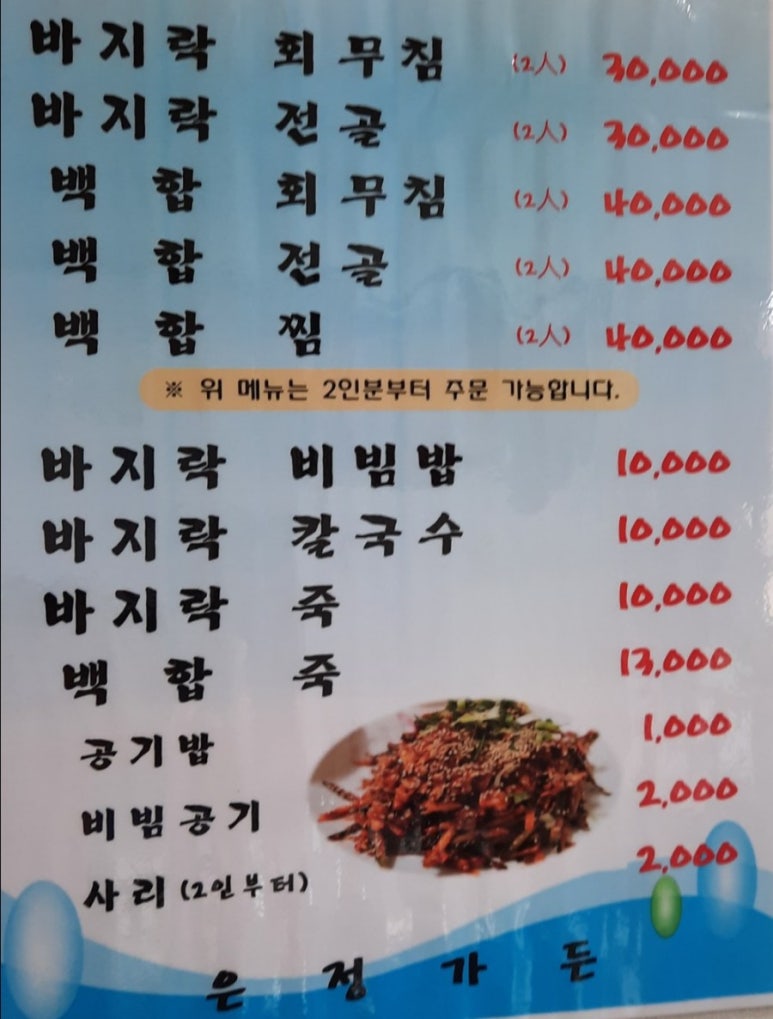 바지락 회무침 (2人) 30,000
바지락 전골 (2人) 30,000
백합 회무침 (2人) 40,000
백합 전골 (2人) 40,000
백합 찜 (2人) 40,000
※ 위 메뉴는 2인분부터 주문 가능합니다.
바지락 비빔밥 10,000
바지락 칼국수 10,000
바지락 죽 10,000
백합 죽 13,000
공기밥 1,000
비빔공기 2,000
사리 (2인부터) 2,000
은정가든